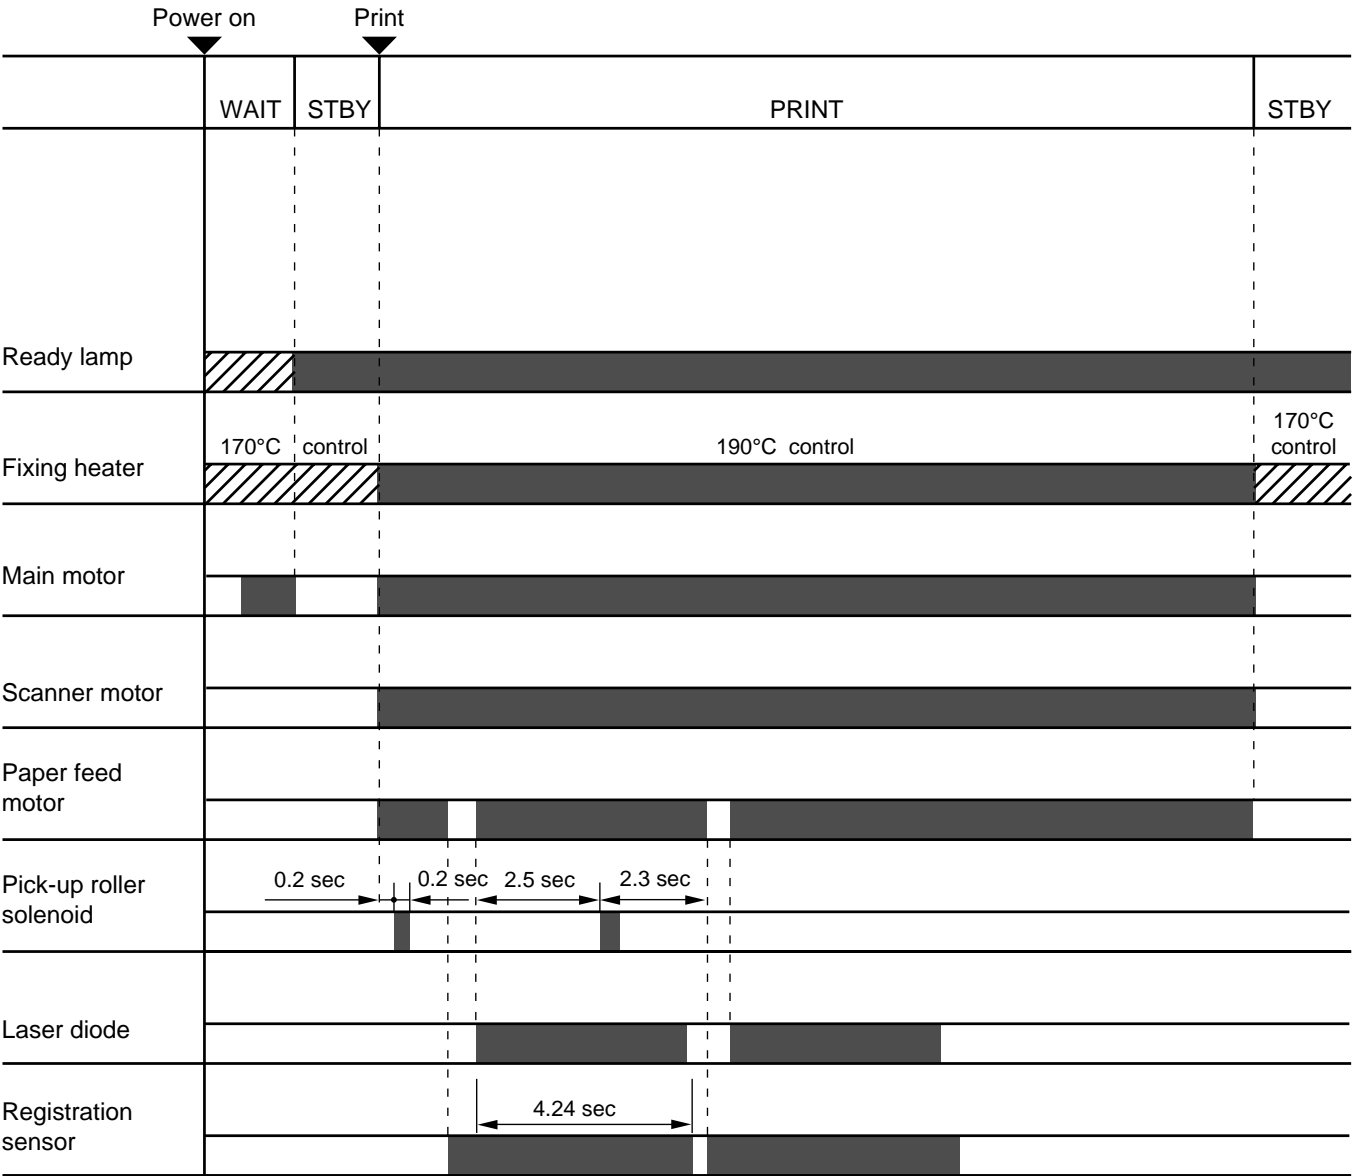 Power on Print
WAIT STBY PRINT STBY
Ready lamp
170°C control 190°C control 170°C
control
Fixing heater
Main motor
Scanner motor
Paper feed
motor
Pick-up roller
solenoid
0.2 sec 0.2 sec 2.5 sec 2.3 sec
Laser diode
Registration
sensor
4.24 sec